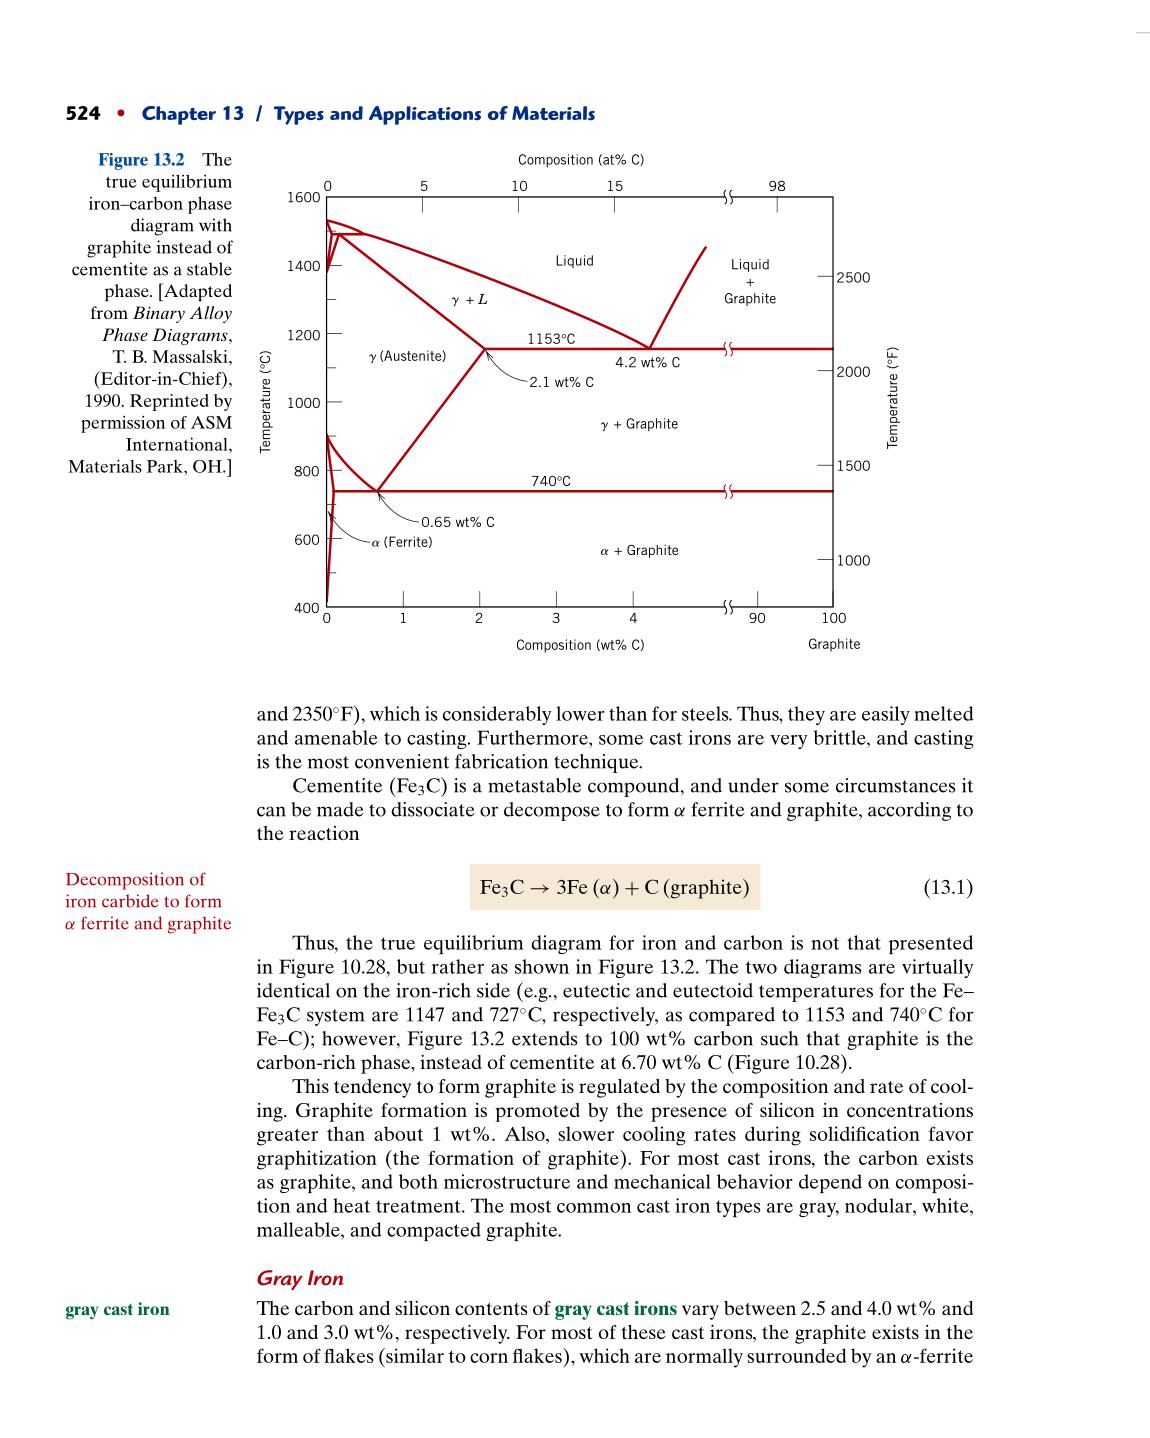 524 • Chapter 13 / Types and Applications of Materials
Figure 13.2 The
true equilibrium
iron–carbon phase
diagram with
graphite instead of
cementite as a stable
phase. [Adapted
from Binary Alloy
Phase Diagrams,
T. B. Massalski,
(Editor-in-Chief),
1990. Reprinted by
permission of ASM
International,
Materials Park, OH.]
Composition (at% C)
0 5 10 15 98
1600
1400
1200
1000
800
600
400
Temperature (°C)
Liquid
Liquid
+
Graphite
γ + L
1153°C
γ (Austenite)
4.2 wt% C
2.1 wt% C
γ + Graphite
740°C
0.65 wt% C
α (Ferrite)
α + Graphite
2500
2000
1500
1000
Temperature (°F)
0 1 2 3 4 90 100
Composition (wt% C)
Graphite
and 2350°F), which is considerably lower than for steels. Thus, they are easily melted
and amenable to casting. Furthermore, some cast irons are very brittle, and casting
is the most convenient fabrication technique.
Cementite (Fe₃C) is a metastable compound, and under some circumstances it
can be made to dissociate or decompose to form α ferrite and graphite, according to
the reaction
Decomposition of
iron carbide to form
α ferrite and graphite
Fe₃C → 3Fe (α) + C (graphite) (13.1)
Thus, the true equilibrium diagram for iron and carbon is not that presented
in Figure 10.28, but rather as shown in Figure 13.2. The two diagrams are virtually
identical on the iron-rich side (e.g., eutectic and eutectoid temperatures for the Fe–
Fe₃C system are 1147 and 727°C, respectively, as compared to 1153 and 740°C for
Fe–C); however, Figure 13.2 extends to 100 wt% carbon such that graphite is the
carbon-rich phase, instead of cementite at 6.70 wt% C (Figure 10.28).
This tendency to form graphite is regulated by the composition and rate of cool-
ing. Graphite formation is promoted by the presence of silicon in concentrations
greater than about 1 wt%. Also, slower cooling rates during solidification favor
graphitization (the formation of graphite). For most cast irons, the carbon exists
as graphite, and both microstructure and mechanical behavior depend on composi-
tion and heat treatment. The most common cast iron types are gray, nodular, white,
malleable, and compacted graphite.
Gray Iron
gray cast iron
The carbon and silicon contents of gray cast irons vary between 2.5 and 4.0 wt% and
1.0 and 3.0 wt%, respectively. For most of these cast irons, the graphite exists in the
form of flakes (similar to corn flakes), which are normally surrounded by an α-ferrite